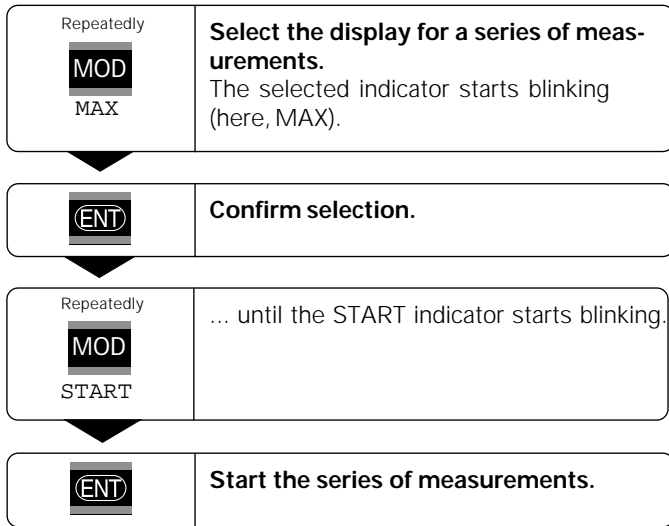 Repeatedly
MOD
MAX
Select the display for a series of meas-
urements.
The selected indicator starts blinking
(here, MAX).
ENT
Confirm selection.
Repeatedly
MOD
START
... until the START indicator starts blinking.
ENT
Start the series of measurements.